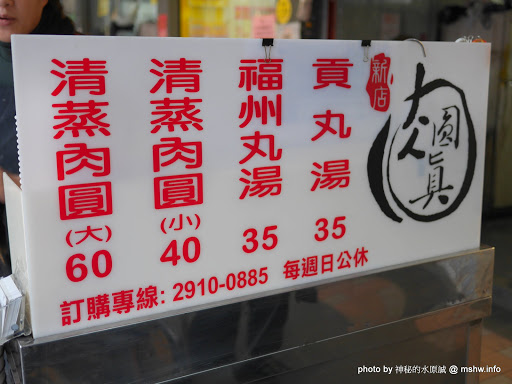 新店
肉圓真
貢丸湯 35
福州丸湯 35
清蒸肉圓(小) 40
清蒸肉圓(大) 60
訂購專線: 2910-0885 每週日公休
photo by 神秘的水原誠 @ mshw.info